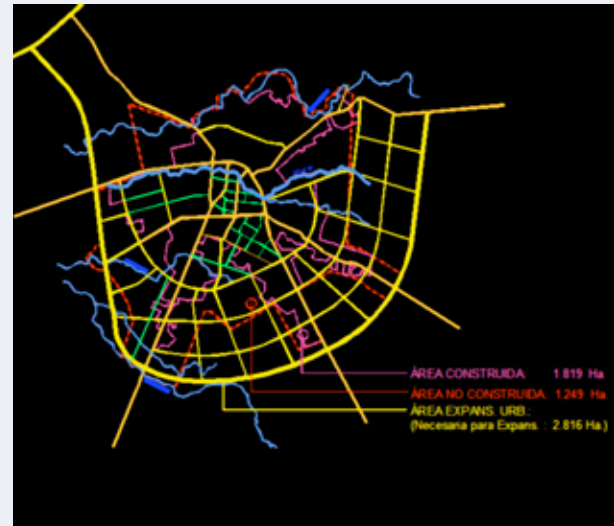 ÁREA CONSTRUIDA: 1.819 Ha
ÁREA NO CONSTRUIDA: 1.249 Ha
ÁREA EXPANS. URB.:
(Necesaria para Expans. : 2.816 Ha.)